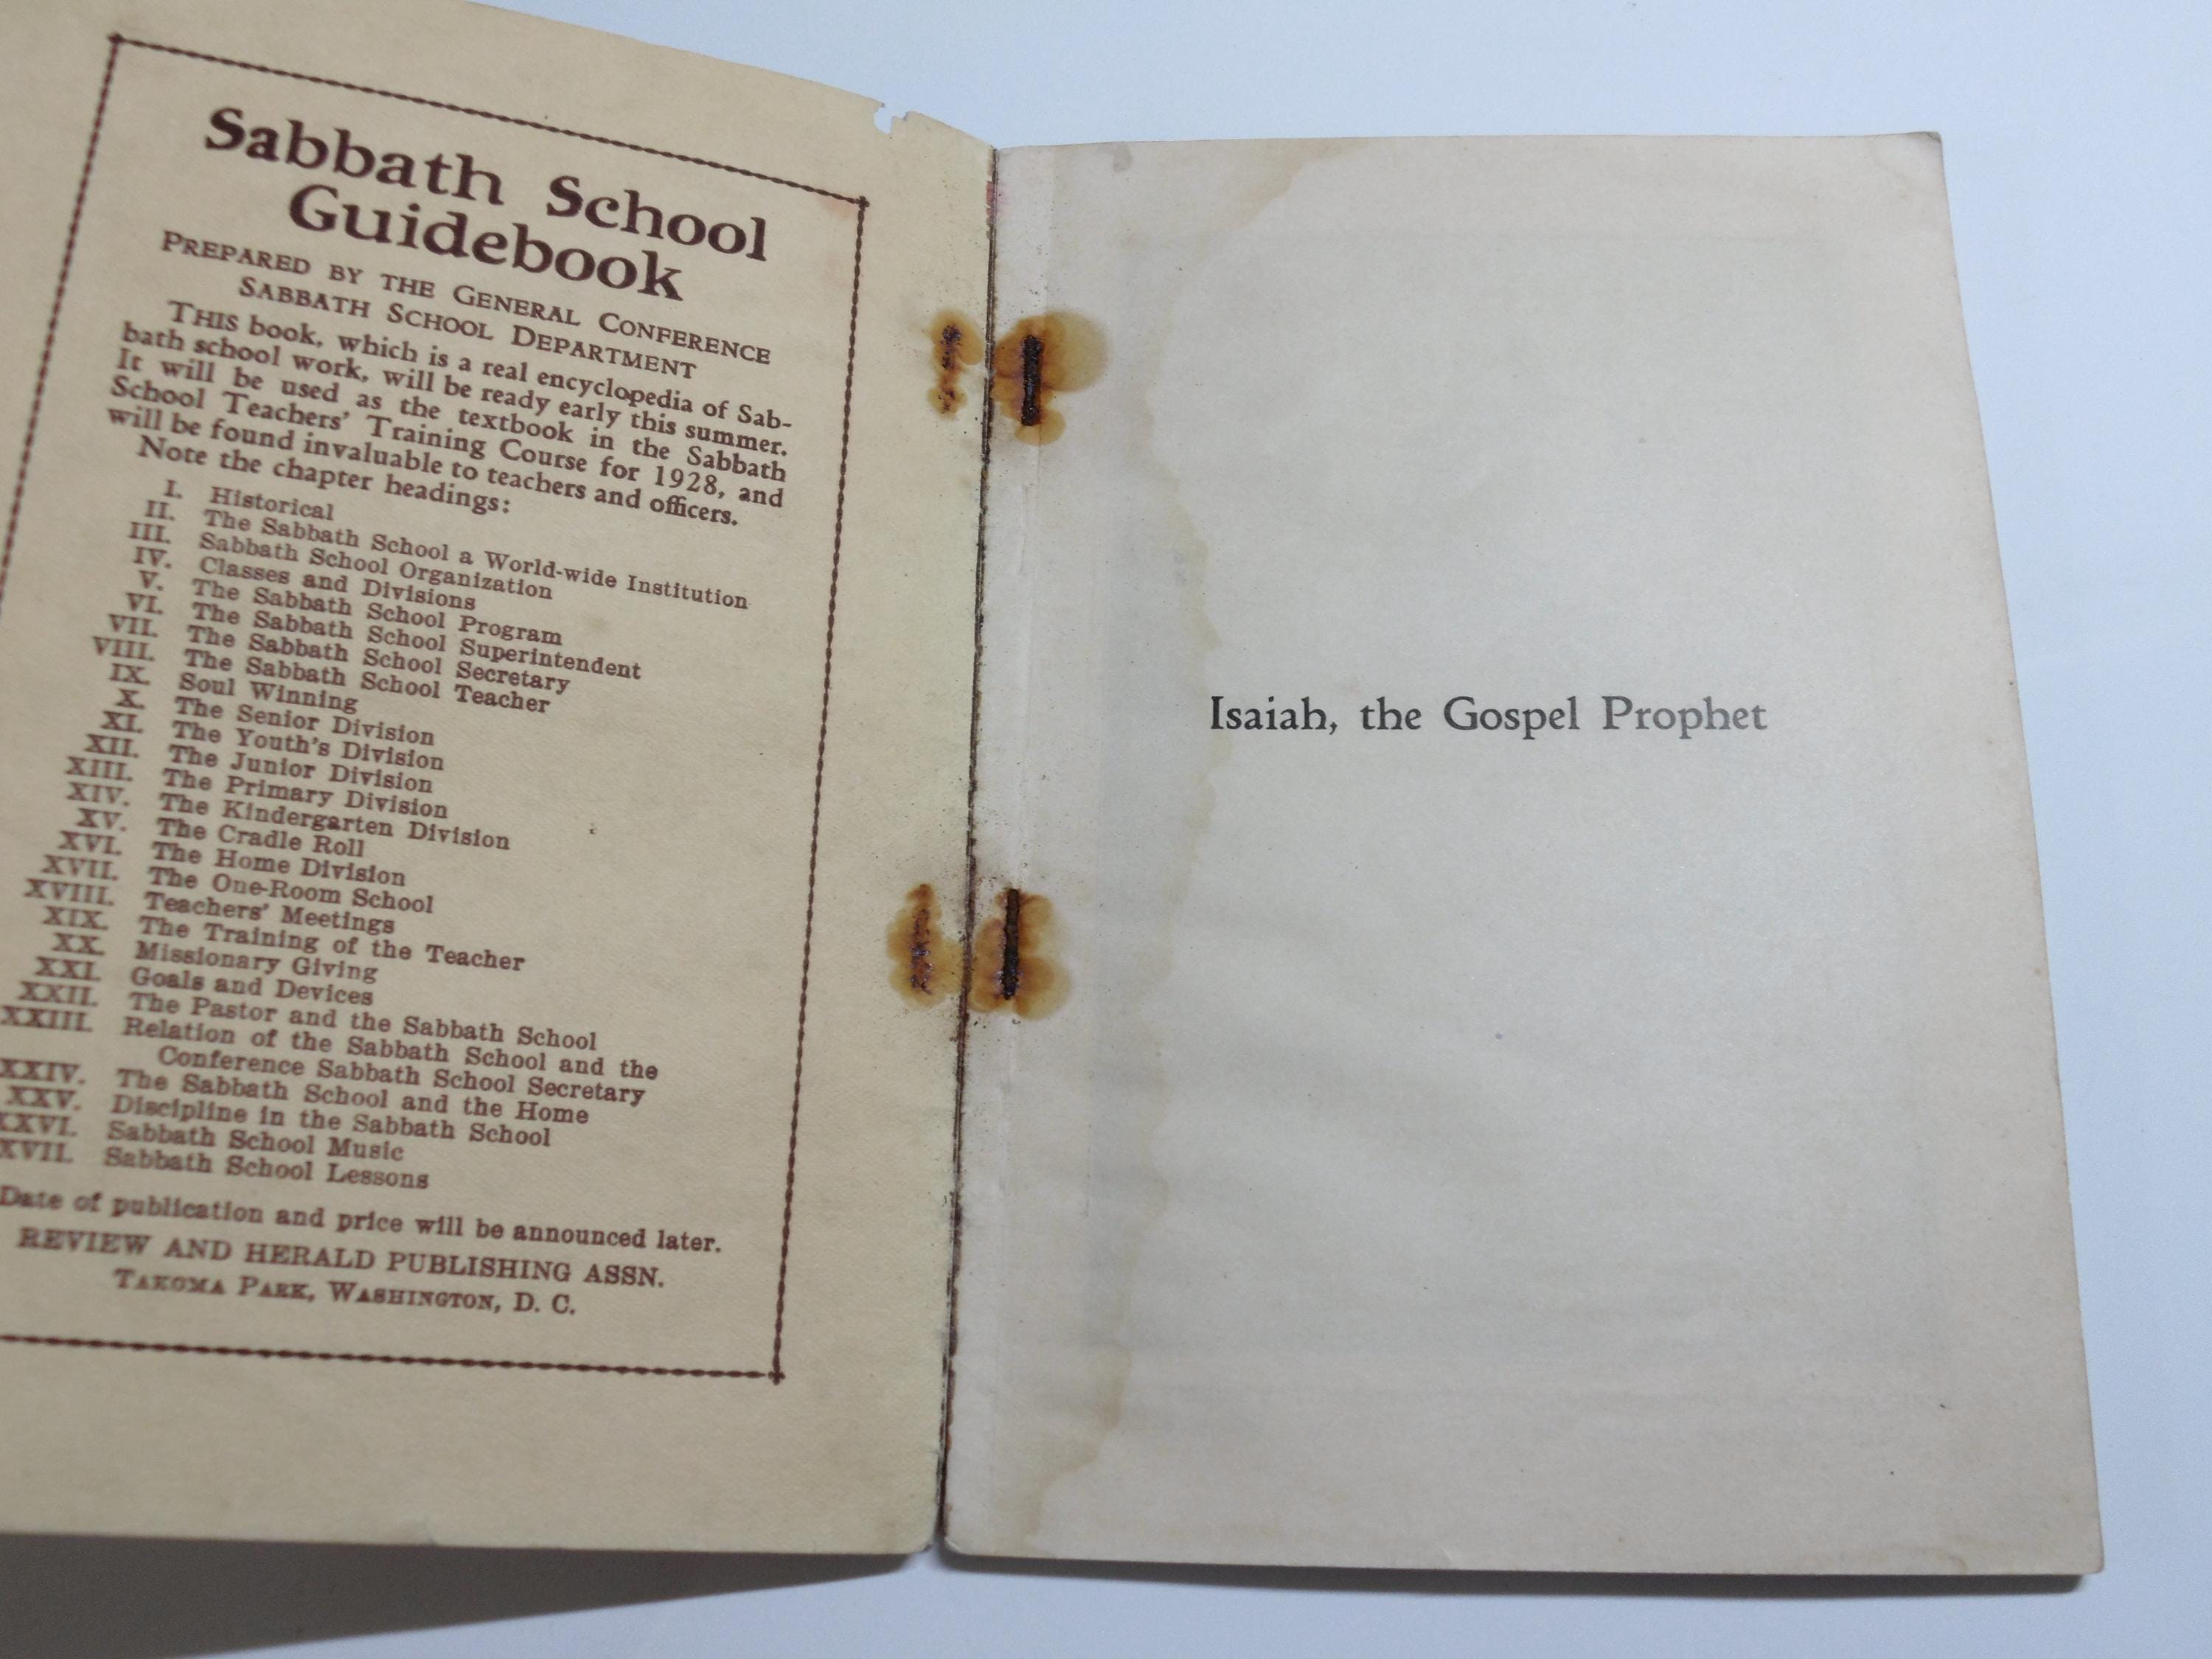 Sabbath School
Guidebook
PREPARED BY THE GENERAL CONFERENCE
SABBATH SCHOOL DEPARTMENT
THIS book, which is a real encyclopedia of Sab-
bath school work, will be ready early this summer.
It will be used as the textbook in the Sabbath
School Teachers' Training Course for 1928, and
will be found invaluable to teachers and officers.
Note the chapter headings:
I. Historical
II. The Sabbath School a World-wide Institution
III. Sabbath School Organization
IV. Classes and Divisions
V. The Sabbath School Program
VI. The Sabbath School Superintendent
VII. The Sabbath School Secretary
VIII. The Sabbath School Teacher
IX. Soul Winning
X. The Senior Division
XI. The Youth's Division
XII. The Junior Division
XIII. The Primary Division
XIV. The Kindergarten Division
XV. The Cradle Roll
XVI. The Home Division
XVII. The One-Room School
XVIII. Teachers' Meetings
XIX. The Training of the Teacher
XX. Missionary Giving
XXI. Goals and Devices
XXII. The Pastor and the Sabbath School
XXIII. Relation of the Sabbath School and the
Conference Sabbath School Secretary
XXIV. The Sabbath School and the Home
XXV. Discipline in the Sabbath School
XXVI. Sabbath School Music
XVII. Sabbath School Lessons
Date of publication and price will be announced later.
REVIEW AND HERALD PUBLISHING ASSN.
TAKOMA PARK, WASHINGTON, D. C.
Isaiah, the Gospel Prophet